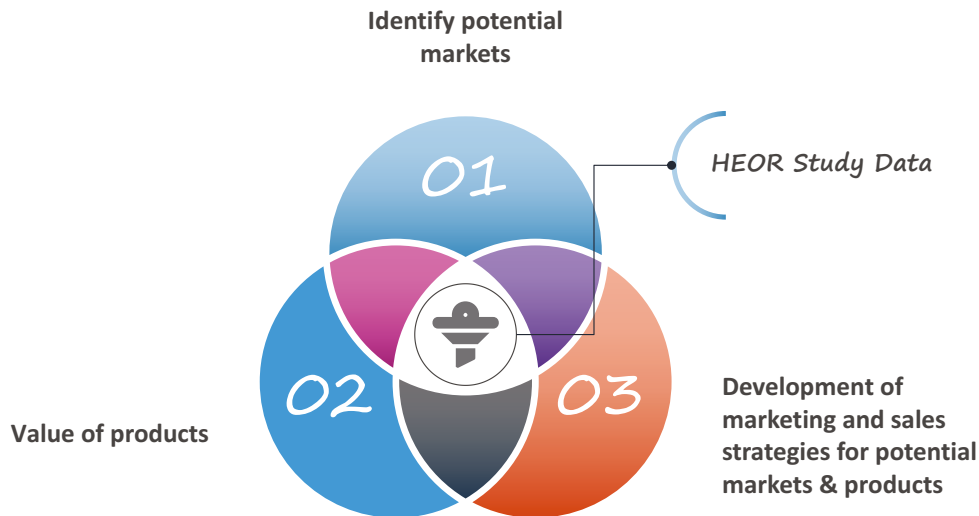 Identify potential
markets
01
HEOR Study Data
02
03
Value of products
Development of
marketing and sales
strategies for potential
markets & products